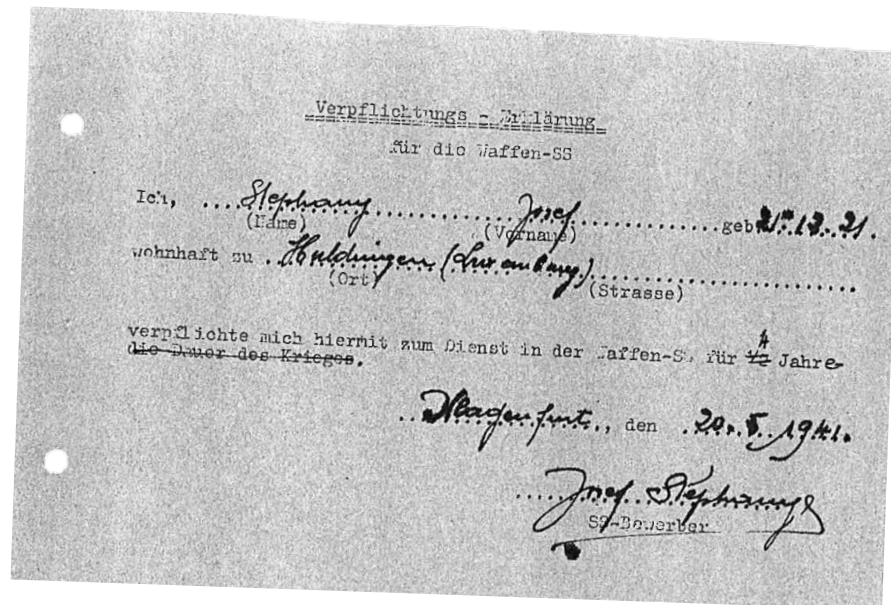 Verpflichtungs - Erklärung
für die Waffen-SS
Ich, Stephany Josef geb. 21.12.21.
(Name) (Vorname)
wohnhaft zu Huldingen (Luxemburg)
(Ort) (Strasse)
verpflichte mich hiermit zum Dienst in der Waffen-SS, für 4 Jahre
die Dauer des Krieges.
Klagenfurt, den 20. 5. 1941.
Josef Stephany
SS-Bewerber